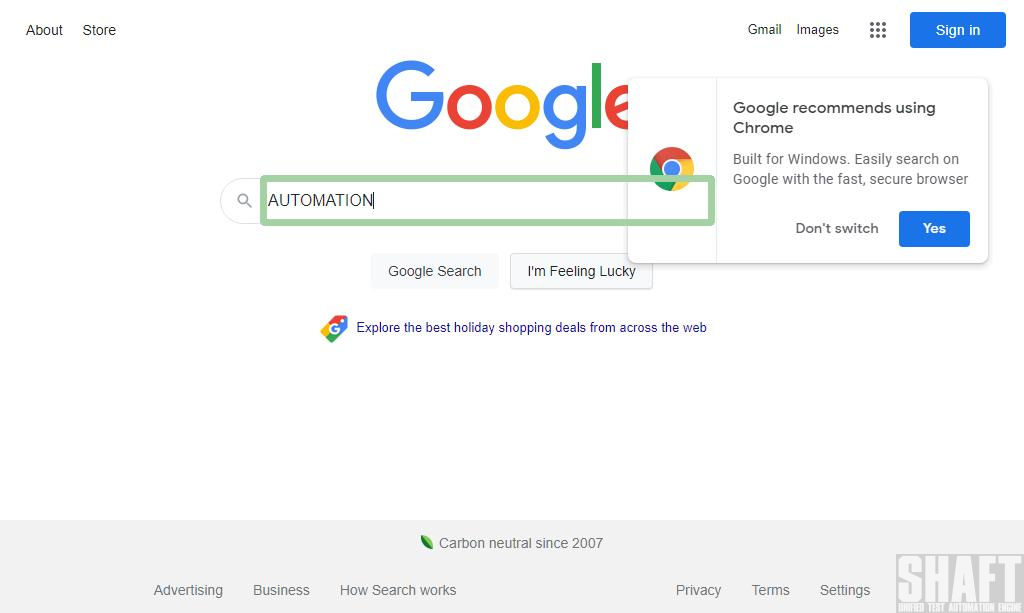 About Store
Gmail Images
Sign in
Google
Google recommends using
Chrome
Built for Windows. Easily search on
Google with the fast, secure browser
Don't switch
Yes
AUTOMATION
Google Search
I'm Feeling Lucky
G
Explore the best holiday shopping deals from across the web
Carbon neutral since 2007
Advertising Business How Search works
Privacy Terms Settings
SHAFT
UNIFIED TEST AUTOMATION ENGINE